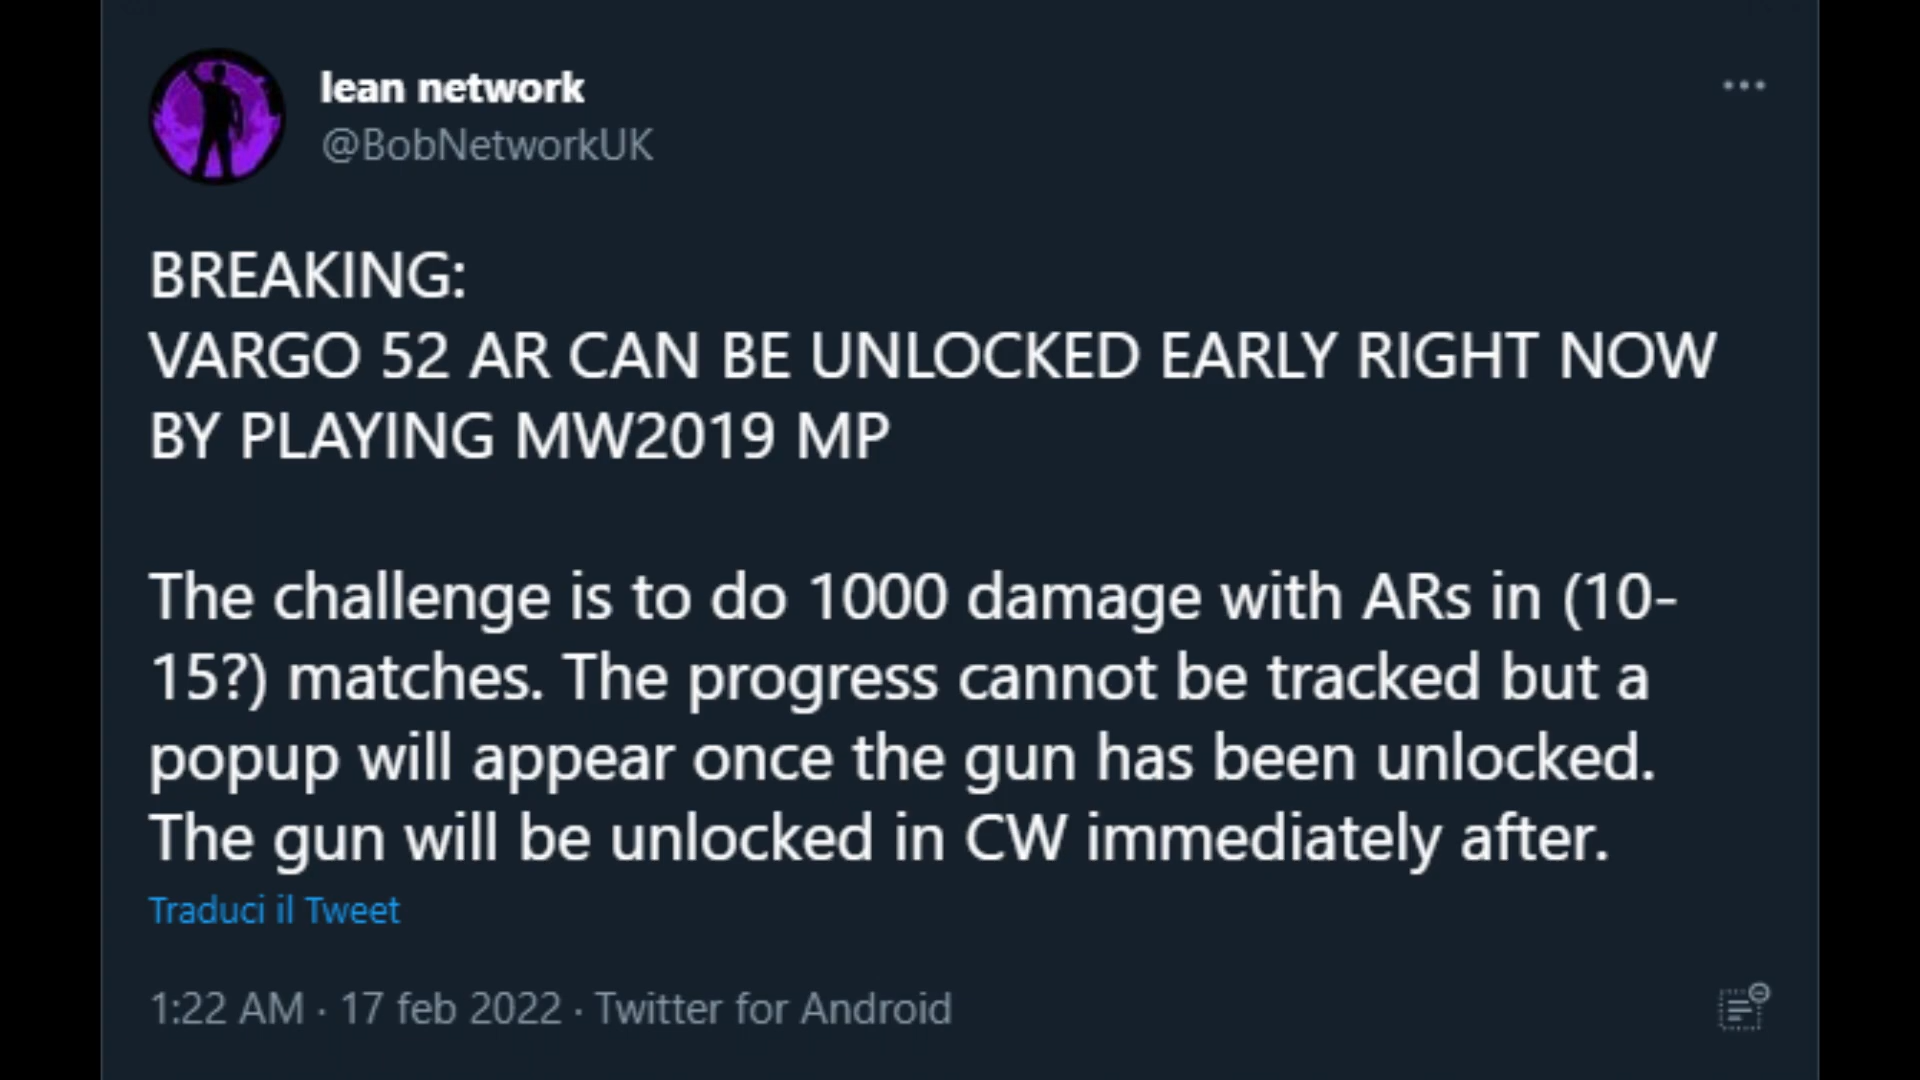 lean network
@BobNetworkUK
BREAKING:
VARGO 52 AR CAN BE UNLOCKED EARLY RIGHT NOW
BY PLAYING MW2019 MP
The challenge is to do 1000 damage with ARs in (10-
15?) matches. The progress cannot be tracked but a
popup will appear once the gun has been unlocked.
The gun will be unlocked in CW immediately after.
Traduci il Tweet
1:22 AM · 17 feb 2022 · Twitter for Android